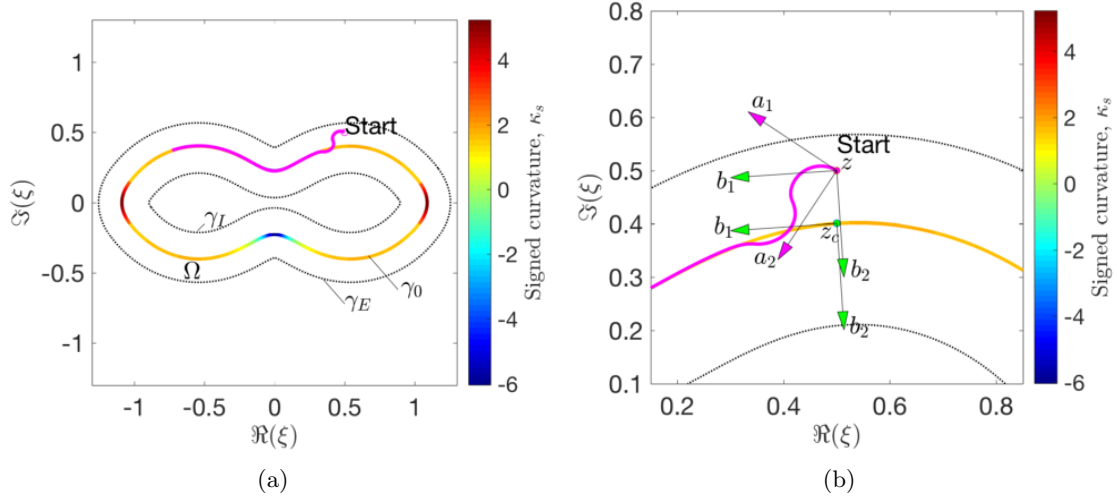 1
0.5
0
-0.5
-1
ℑ(ξ)
-1
-0.5
0
0.5
1
ℜ(ξ)
Start
γ_I
Ω
γ_E
γ_0
4
2
0
-2
-4
-6
Signed curvature, κ_s
(a)
0.8
0.7
0.6
0.5
0.4
0.3
0.2
0.1
ℑ(ξ)
0.2
0.4
0.6
0.8
ℜ(ξ)
a_1
Start
z
b_1
b_1
z_c
a_2
b_2
b_2
4
2
0
-2
-4
-6
Signed curvature, κ_s
(b)